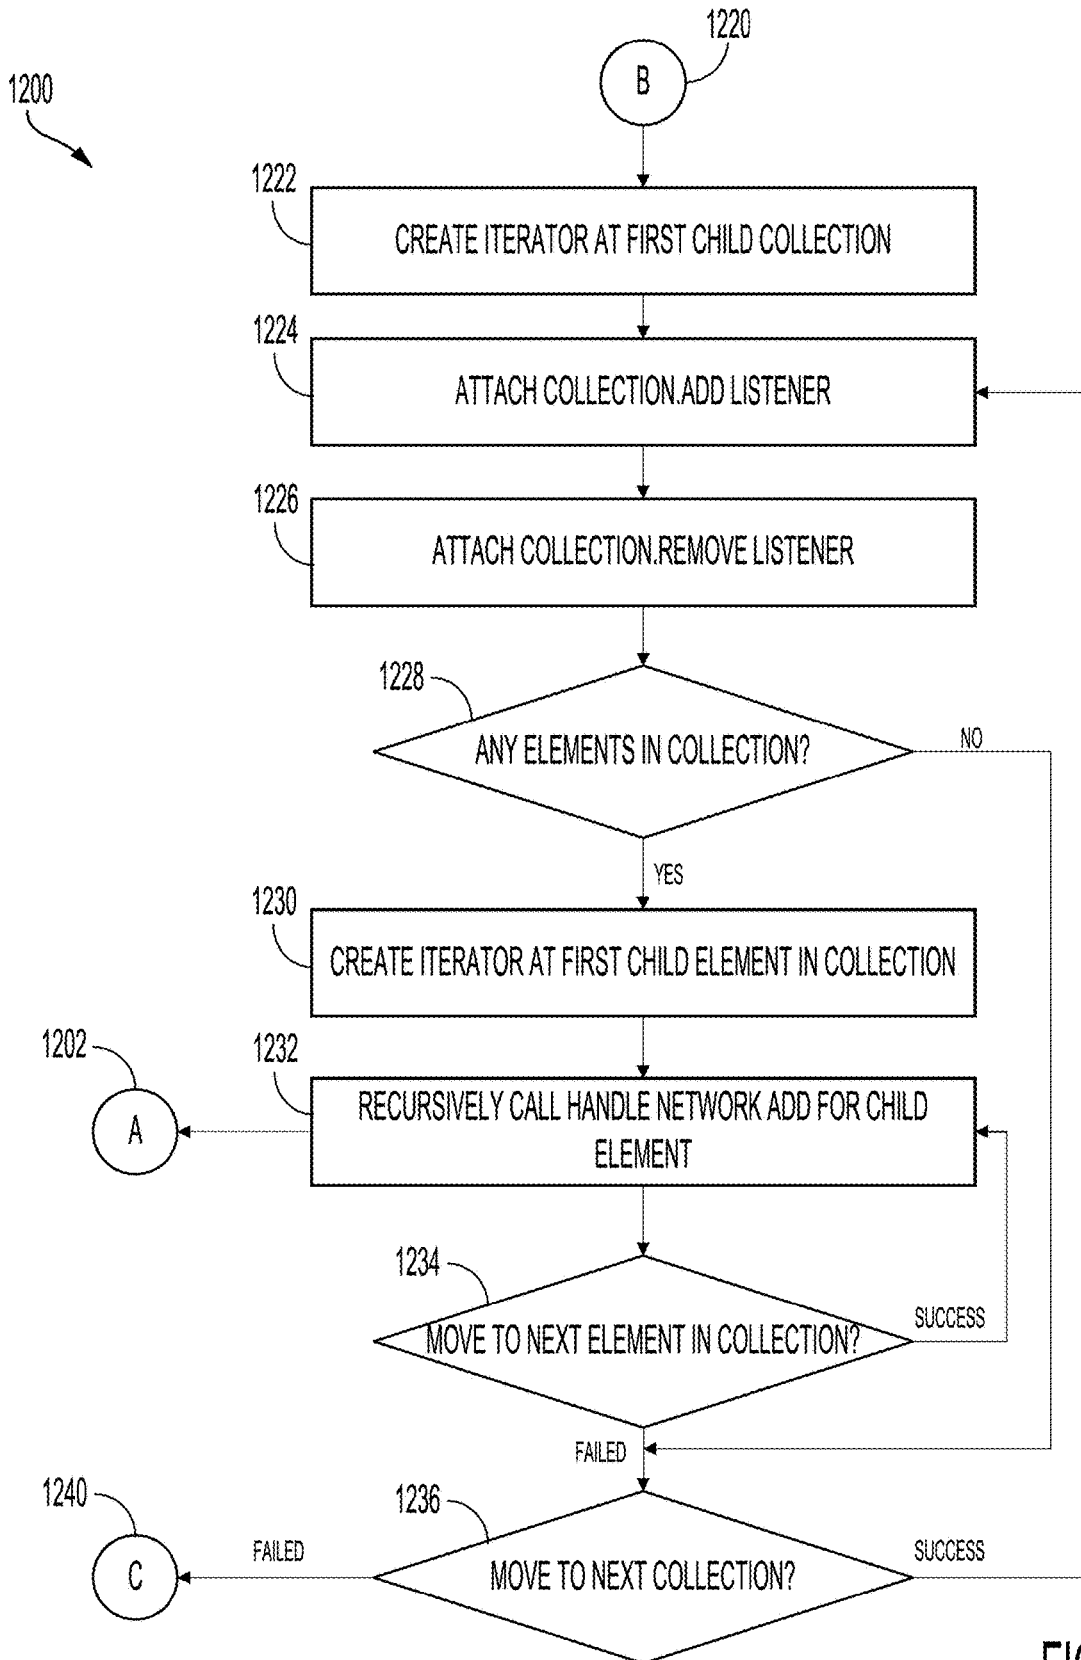 1220
B
1200
1222
CREATE ITERATOR AT FIRST CHILD COLLECTION
1224
ATTACH COLLECTION.ADD LISTENER
1226
ATTACH COLLECTION.REMOVE LISTENER
1228
ANY ELEMENTS IN COLLECTION?
NO
YES
1230
CREATE ITERATOR AT FIRST CHILD ELEMENT IN COLLECTION
1202
A
1232
RECURSIVELY CALL HANDLE NETWORK ADD FOR CHILD
ELEMENT
1234
MOVE TO NEXT ELEMENT IN COLLECTION?
SUCCESS
FAILED
1240
C
FAILED
1236
MOVE TO NEXT COLLECTION?
SUCCESS